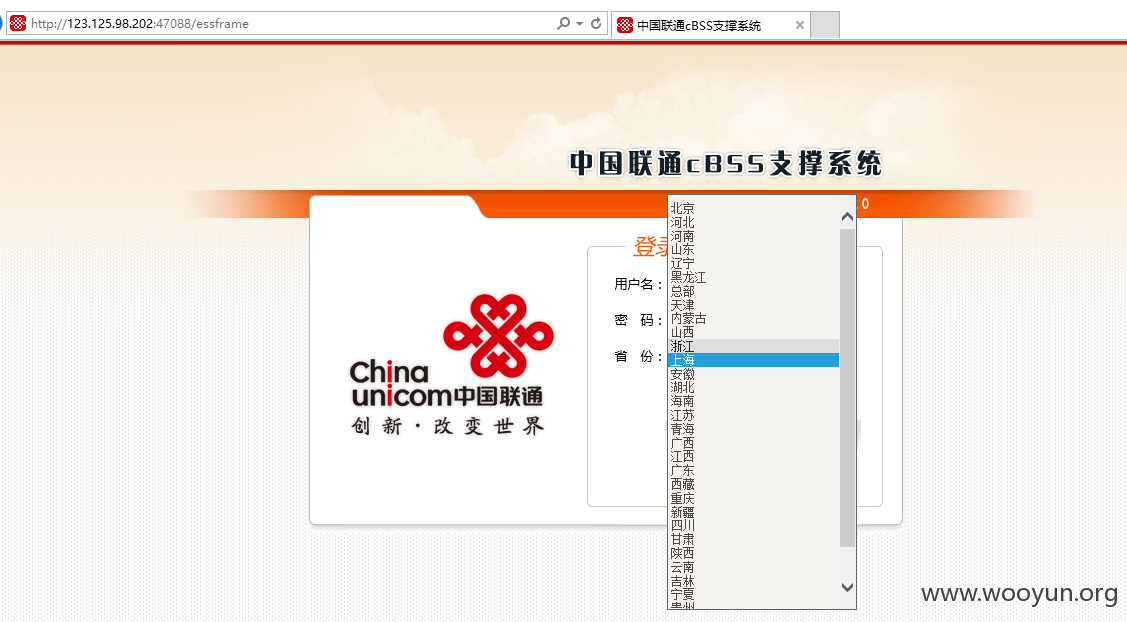 http://123.125.98.202:47088/essframe
中国联通cBSS支撑系统
中国联通cBSS支撑系统
.0
登录
用户名：
密 码：
省 份：
China
unicom中国联通
创新·改变世界
北京
河北
河南
山东
辽宁
黑龙江
总部
天津
内蒙古
山西
浙江
上海
安徽
湖北
海南
江苏
青海
广西
江西
广东
西藏
重庆
新疆
四川
甘肃
陕西
云南
吉林
宁夏
贵州
www.wooyun.org